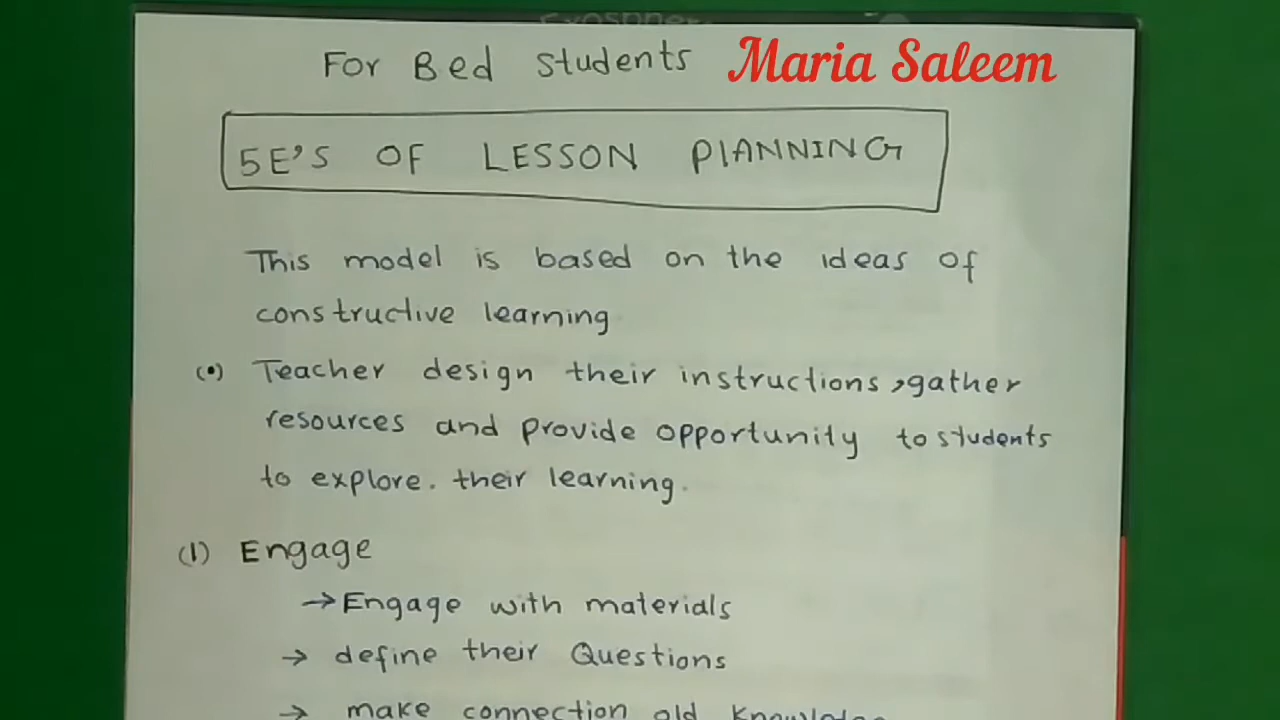 For Bed Students Maria Saleem
5E'S OF LESSON PlANNING
This model is based on the ideas of
constructive learning
(•) Teacher design their instructions, gather
resources and provide opportunity to students
to explore. their learning.
(1) Engage
→ Engage with materials
→ define their Questions
→ make connection old